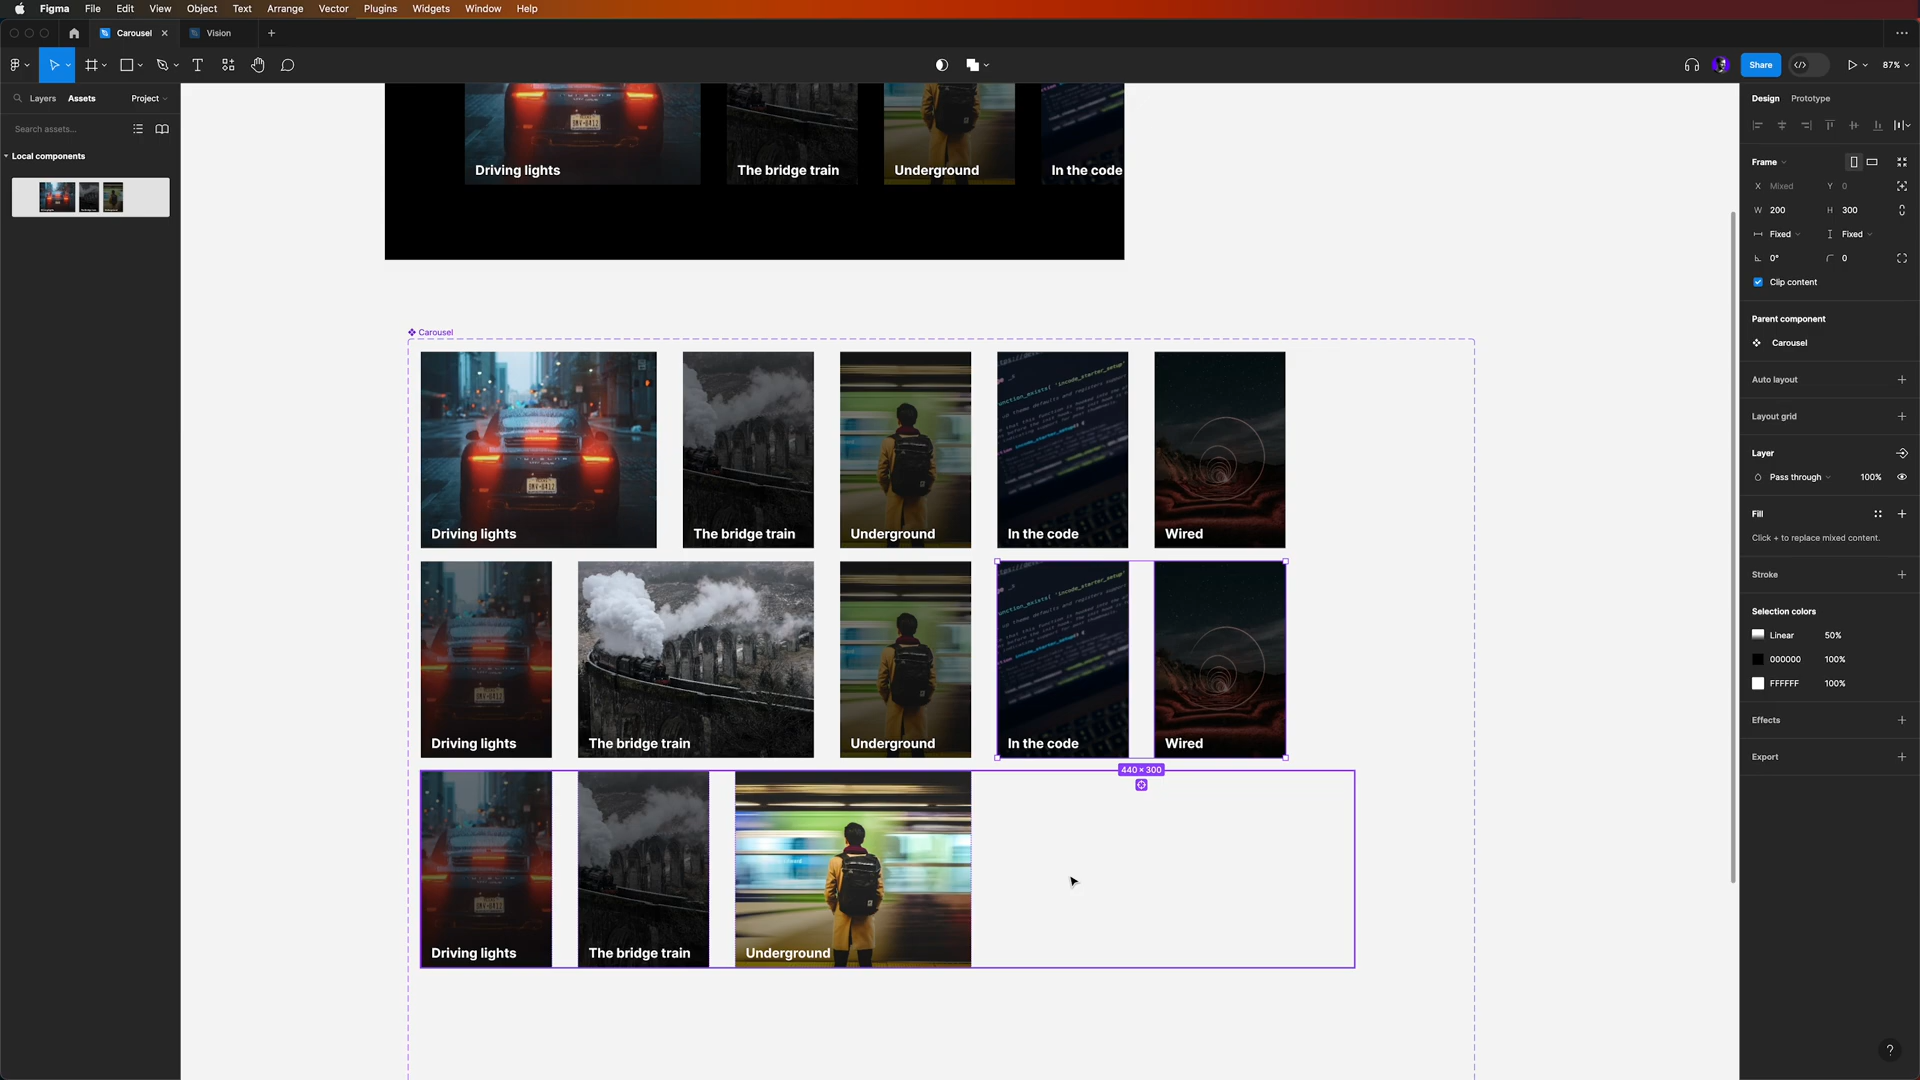 Figma File Edit View Object Text Arrange Vector Plugins Widgets Window Help
Carousel
Vision
Share
87%
Layers
Assets
Project
Search assets...
Local components
Driving lights
The bridge train
Underground
In the code
Carousel
Driving lights
The bridge train
Underground
In the code
Wired
Driving lights
The bridge train
Underground
In the code
Wired
440 × 300
Driving lights
The bridge train
Underground
Design
Prototype
Frame
X Mixed Y 0
W 200 H 300
Fixed Fixed
0° 0
Clip content
Parent component
Carousel
Auto layout
Layout grid
Layer
Pass through 100%
Fill
Click + to replace mixed content.
Stroke
Selection colors
Linear 50%
000000 100%
FFFFFF 100%
Effects
Export
?